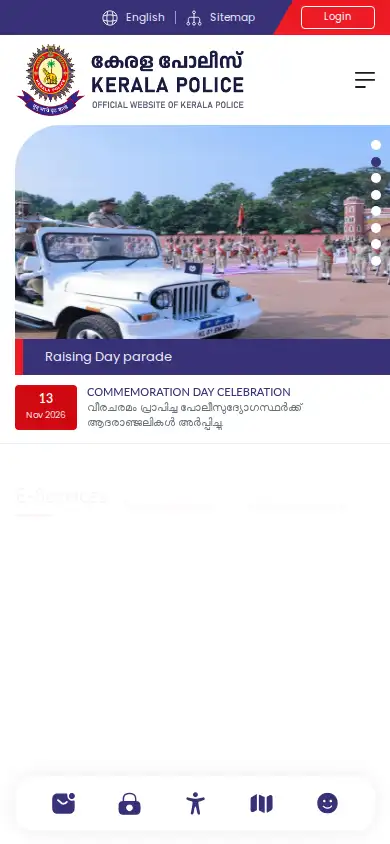 English
Sitemap
Login
കേരള പോലീസ്
KERALA POLICE
OFFICIAL WEBSITE OF KERALA POLICE
Raising Day parade
13
Nov 2026
COMMEMORATION DAY CELEBRATION
വീരചരമം പ്രാപിച്ച പോലീസുദ്യോഗസ്ഥർക്ക്
ആദരാഞ്ജലികൾ അർപ്പിച്ചു.